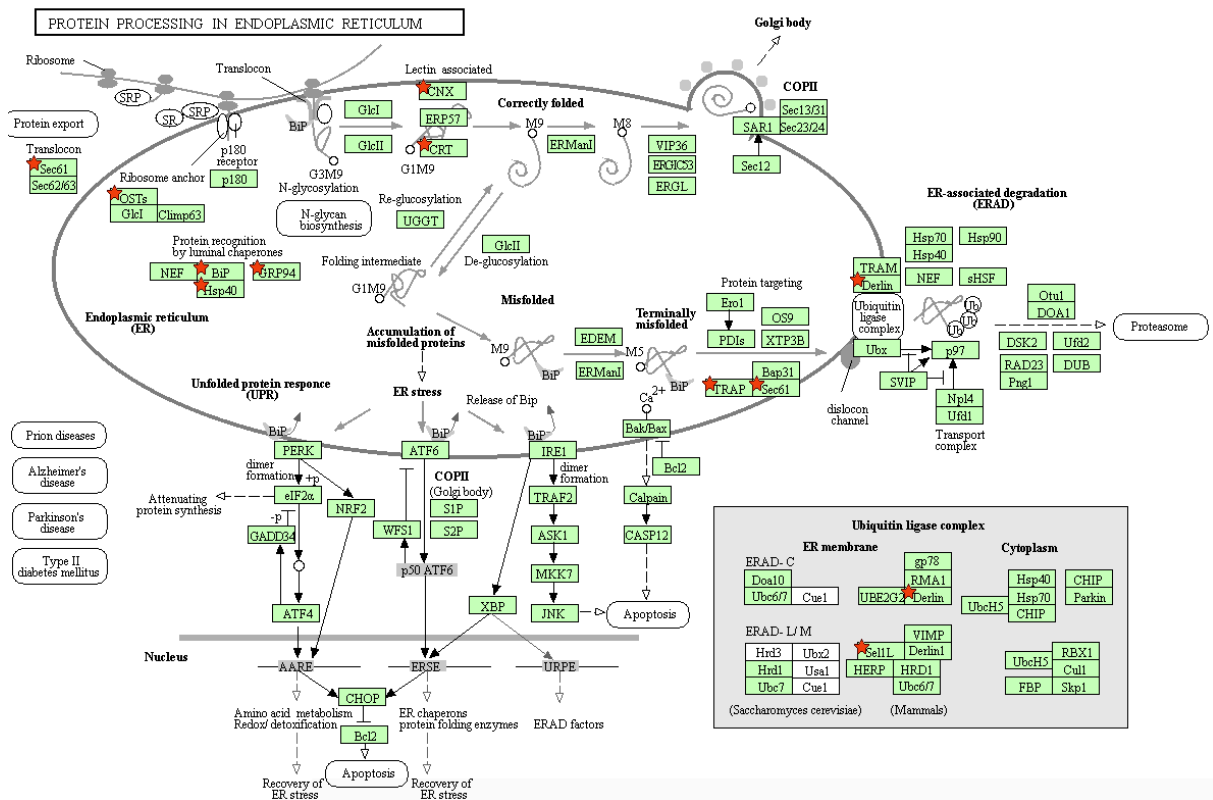 PROTEIN PROCESSING IN ENDOPLASMIC RETICULUM
Golgi body
Ribosome
Translocon
Lectin associated
CNX
COPII
SRP
SRP
SR
GlcI
ERP57
Correctly folded
Sec13/31
Protein export
BiP
M9
M8
SAR1
Sec23/24
GlcII
CRT
ERManI
VIP36
Translocon
p180
receptor
G1M9
ERGIC53
Sec12
Sec61
G3M9
p180
ERGL
Sec62/63
Ribosome anchor
N-glycosylation
OSTs
Re-glucosylation
ER-associated degradation
(ERAD)
GlcI
Climp63
N-glycan
biosynthesis
UGGT
Protein recognition
by luminal chaperones
GlcII
Hsp70
Hsp90
Hsp40
De-glucosylation
NEF
BiP
GRP94
Folding intermediate
TRAM
NEF
sHSF
Hsp40
G1M9
Derlin
Protein targeting
Misfolded
Ero1
Ubiquitin
ligase
complex
Ub
Ub
Ub
Otu1
DOA1
Endoplasmic reticulum
(ER)
Terminally
misfolded
OS9
Proteasome
Accumulation of
misfolded proteins
EDEM
PDIs
XTP3B
Ubx
p97
DSK2
Ufd2
M9
M5
BiP
ERManI
BiP
Bap31
RAD23
DUB
TRAP
Sec61
SVIP
Png1
Unfolded protein responce
(UPR)
ER stress
Release of Bip
Ca2+
dislocon
channel
Npl4
Ufd1
Transport
complex
BiP
BiP
BiP
Bak/Bax
Prion diseases
PERK
ATF6
IRE1
dimer
formation
+p
COPII
(Golgi body)
dimer
formation
Bcl2
Alzheimer's
disease
Attenuating
protein synthesis
eIF2α
NRF2
S1P
TRAF2
Calpain
Parkinson's
disease
-p
GADD34
WFS1
S2P
ASK1
CASP12
Ubiquitin ligase complex
Type II
diabetes mellitus
p50 ATF6
MKK7
ER membrane
Cytoplasm
ERAD-C
gp78
Doa10
RMA1
Hsp40
CHIP
Ubc6/7
Cue1
UBE2G2
Derlin
UbcH5
Hsp70
Parkin
CHIP
ATF4
XBP
JNK
Apoptosis
ERAD-L/M
VIMP
Hrd3
Ubx2
Sel1L
Derlin1
UbcH5
RBX1
Nucleus
AARE
ERSE
URPE
Hrd1
Usa1
HERP
HRD1
Cul1
Ubc7
Cue1
Ubc6/7
FBP
Skp1
CHOP
(Saccharomyces cerevisiae)
(Mammals)
Amino acid metabolism
Redox/detoxification
ER chaperons
protein folding enzymes
ERAD factors
Bcl2
Apoptosis
Recovery of
ER stress
Recovery of
ER stress